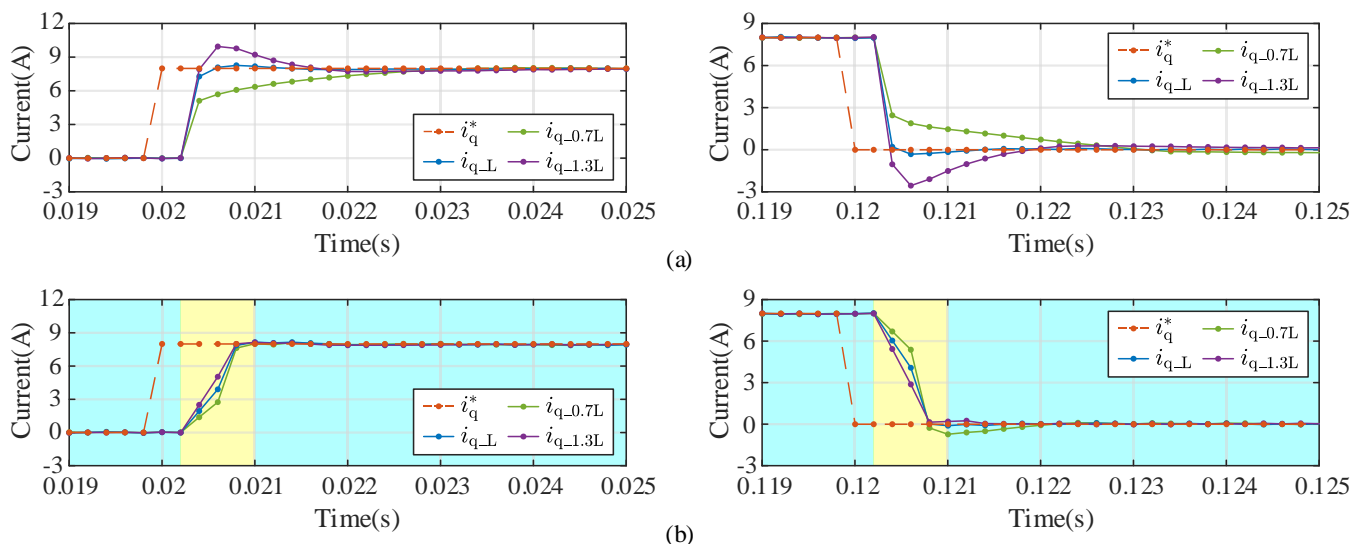 Current(A)
12
9
6
3
0
-3
i*q
iq_0.7L
iq_L
iq_1.3L
0.019 0.02 0.021 0.022 0.023 0.024 0.025
Time(s)
Current(A)
9
6
3
0
-3
i*q
iq_0.7L
iq_L
iq_1.3L
0.119 0.12 0.121 0.122 0.123 0.124 0.125
Time(s)
(a)
Current(A)
12
9
6
3
0
-3
i*q
iq_0.7L
iq_L
iq_1.3L
0.019 0.02 0.021 0.022 0.023 0.024 0.025
Time(s)
Current(A)
9
6
3
0
-3
i*q
iq_0.7L
iq_L
iq_1.3L
0.119 0.120 0.121 0.122 0.123 0.124 0.125
Time(s)
(b)